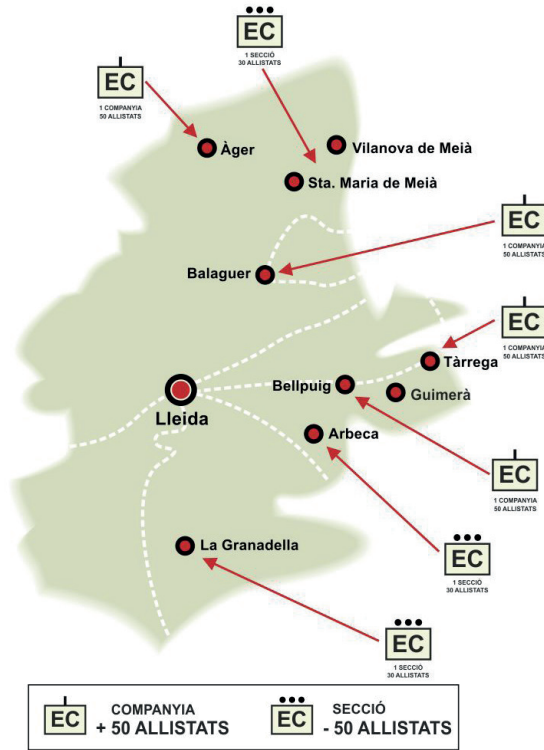 EC
1 SECCIÓ
30 ALLISTATS
EC
1 COMPANYIA
50 ALLISTATS
Àger
Vilanova de Meià
Sta. Maria de Meià
EC
1 COMPANYIA
50 ALLISTATS
Balaguer
EC
1 COMPANYIA
50 ALLISTATS
Tàrrega
Bellpuig
Guimerà
Lleida
Arbeca
EC
1 COMPANYIA
50 ALLISTATS
La Granadella
EC
1 SECCIÓ
30 ALLISTATS
EC
1 SECCIÓ
30 ALLISTATS
EC
COMPANYIA
+ 50 ALLISTATS
EC
SECCIÓ
- 50 ALLISTATS